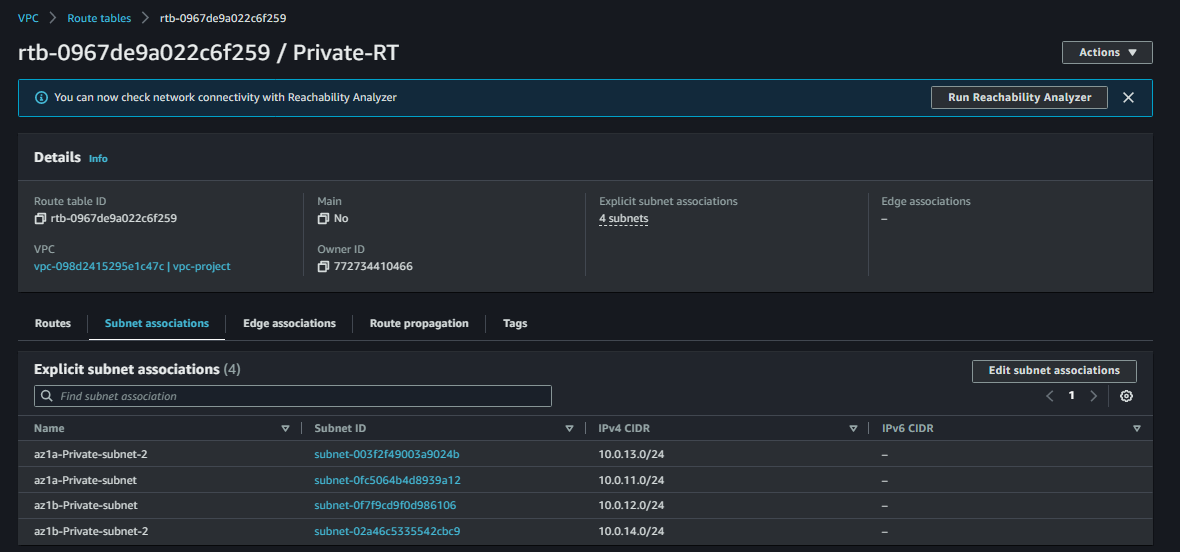 VPC > Route tables > rtb-0967de9a022c6f259
rtb-0967de9a022c6f259 / Private-RT
Actions
You can now check network connectivity with Reachability Analyzer
Run Reachability Analyzer
Details Info
Route table ID
rtb-0967de9a022c6f259
Main
No
Explicit subnet associations
4 subnets
Edge associations
–
VPC
vpc-098d2415295e1c47c | vpc-project
Owner ID
772734410466
Routes Subnet associations Edge associations Route propagation Tags
Explicit subnet associations (4)
Edit subnet associations
Find subnet association
1
Name Subnet ID IPv4 CIDR IPv6 CIDR
az1a-Private-subnet-2 subnet-003f2f49003a9024b 10.0.13.0/24 –
az1a-Private-subnet subnet-0fc5064b4d8939a12 10.0.11.0/24 –
az1b-Private-subnet subnet-0f7f9cd9f0d986106 10.0.12.0/24 –
az1b-Private-subnet-2 subnet-02a46c5335542cbc9 10.0.14.0/24 –